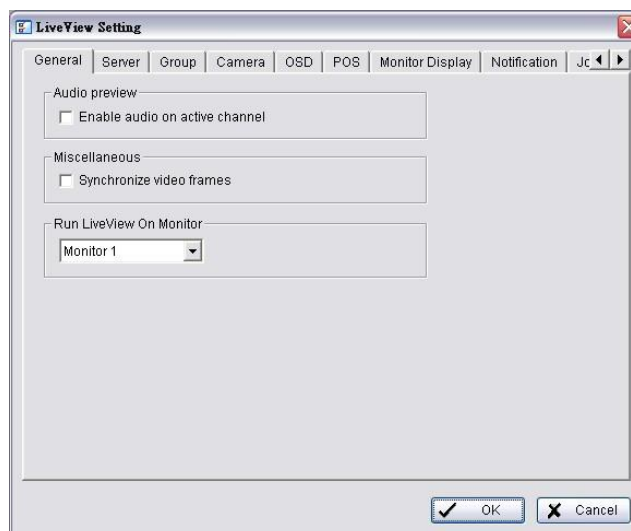 LiveView Setting
General Server Group Camera OSD POS Monitor Display Notification
Audio preview
Enable audio on active channel
Miscellaneous
Synchronize video frames
Run LiveView On Monitor
Monitor 1
OK Cancel